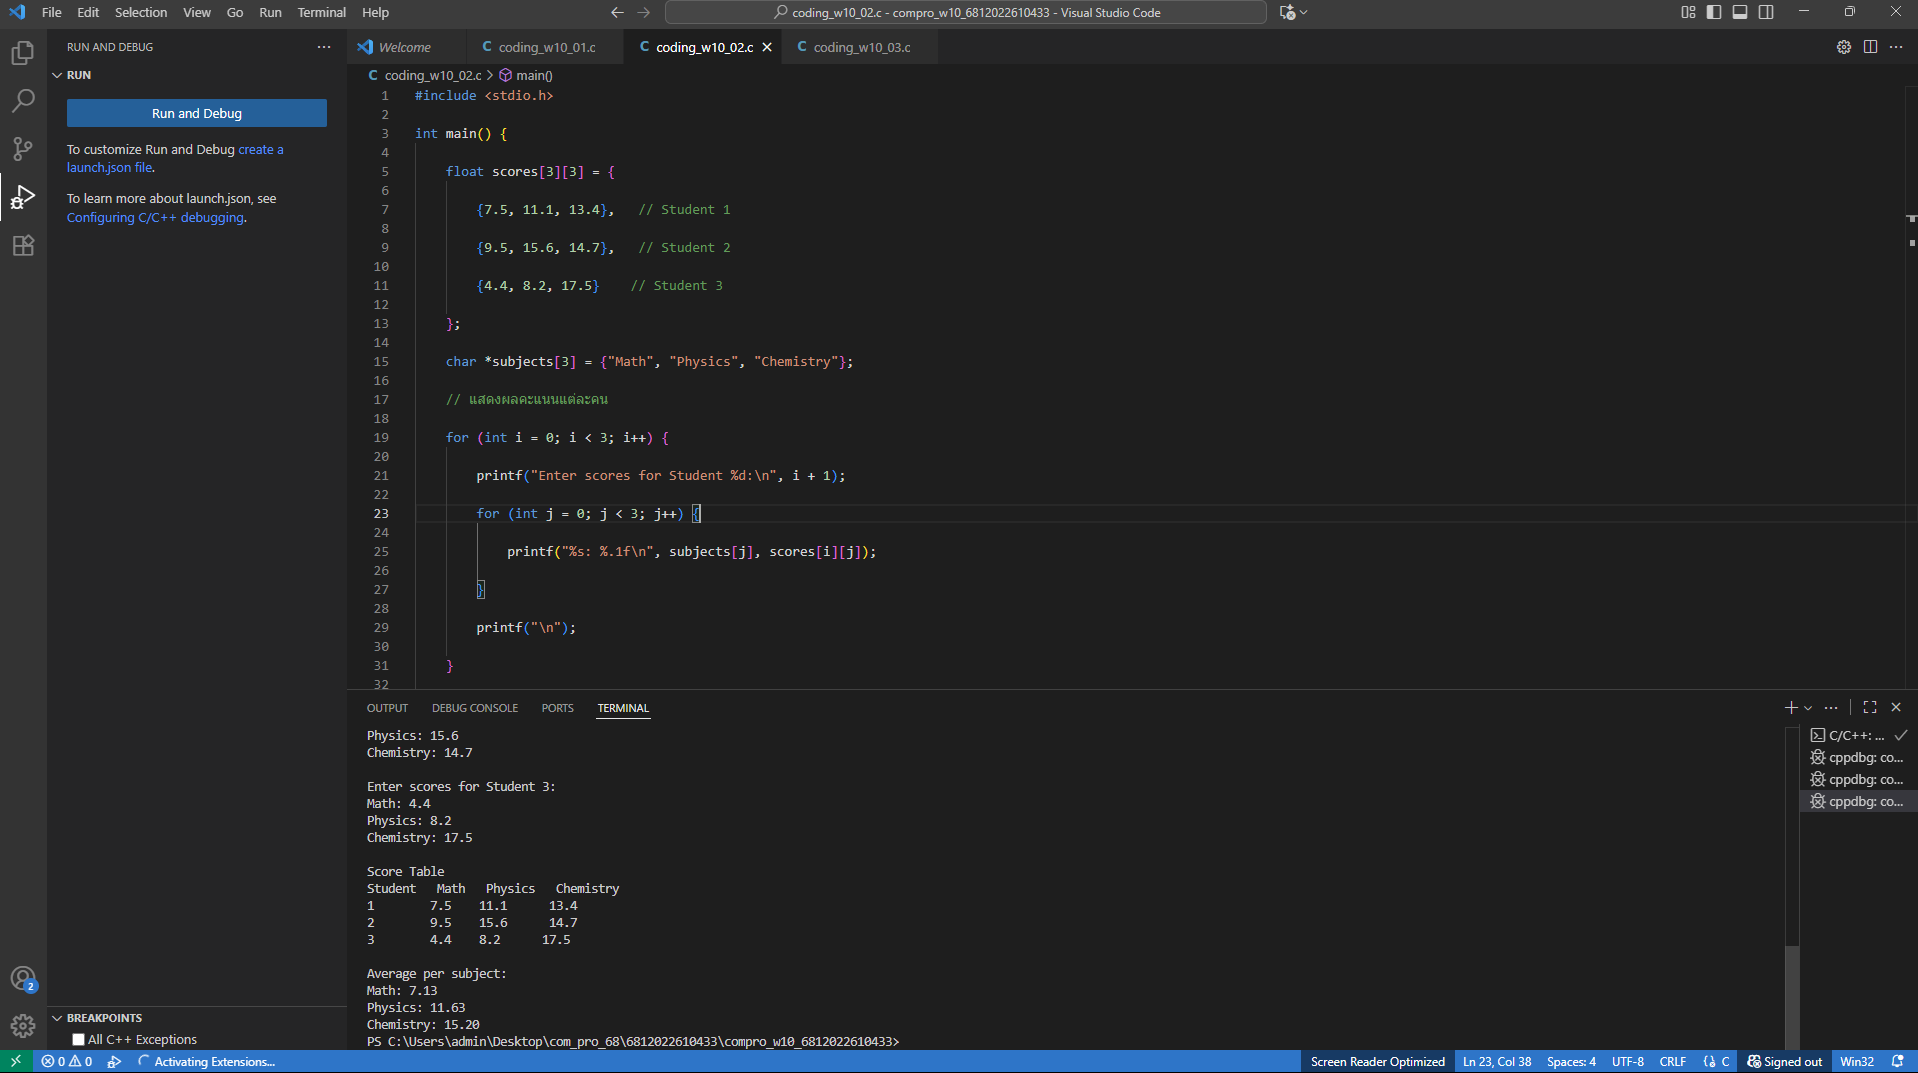 File Edit Selection View Go Run Terminal Help
coding_w10_02.c - compro_w10_6812022610433 - Visual Studio Code
RUN AND DEBUG
RUN
Run and Debug
To customize Run and Debug create a
launch.json file.
To learn more about launch.json, see
Configuring C/C++ debugging.
2
BREAKPOINTS
All C++ Exceptions
Welcome
C coding_w10_01.c
C coding_w10_02.c
C coding_w10_03.c
C coding_w10_02.c > main()
1 #include <stdio.h>
2
3 int main() {
4
5 float scores[3][3] = {
6
7 {7.5, 11.1, 13.4}, // Student 1
8
9 {9.5, 15.6, 14.7}, // Student 2
10
11 {4.4, 8.2, 17.5} // Student 3
12
13 };
14
15 char *subjects[3] = {"Math", "Physics", "Chemistry"};
16
17 // แสดงผลคะแนนแต่ละคน
18
19 for (int i = 0; i < 3; i++) {
20
21 printf("Enter scores for Student %d:\n", i + 1);
22
23 for (int j = 0; j < 3; j++) {
24
25 printf("%s: %.1f\n", subjects[j], scores[i][j]);
26
27 }
28
29 printf("\n");
30
31 }
32
OUTPUT DEBUG CONSOLE PORTS TERMINAL
Physics: 15.6
Chemistry: 14.7
Enter scores for Student 3:
Math: 4.4
Physics: 8.2
Chemistry: 17.5
Score Table
Student Math Physics Chemistry
1 7.5 11.1 13.4
2 9.5 15.6 14.7
3 4.4 8.2 17.5
Average per subject:
Math: 7.13
Physics: 11.63
Chemistry: 15.20
PS C:\Users\admin\Desktop\com_pro_68\6812022610433\compro_w10_6812022610433>
C/C++: ...
cppdbg: co...
cppdbg: co...
cppdbg: co...
0 0 Activating Extensions...
Screen Reader Optimized Ln 23, Col 38 Spaces: 4 UTF-8 CRLF {} C Signed out Win32